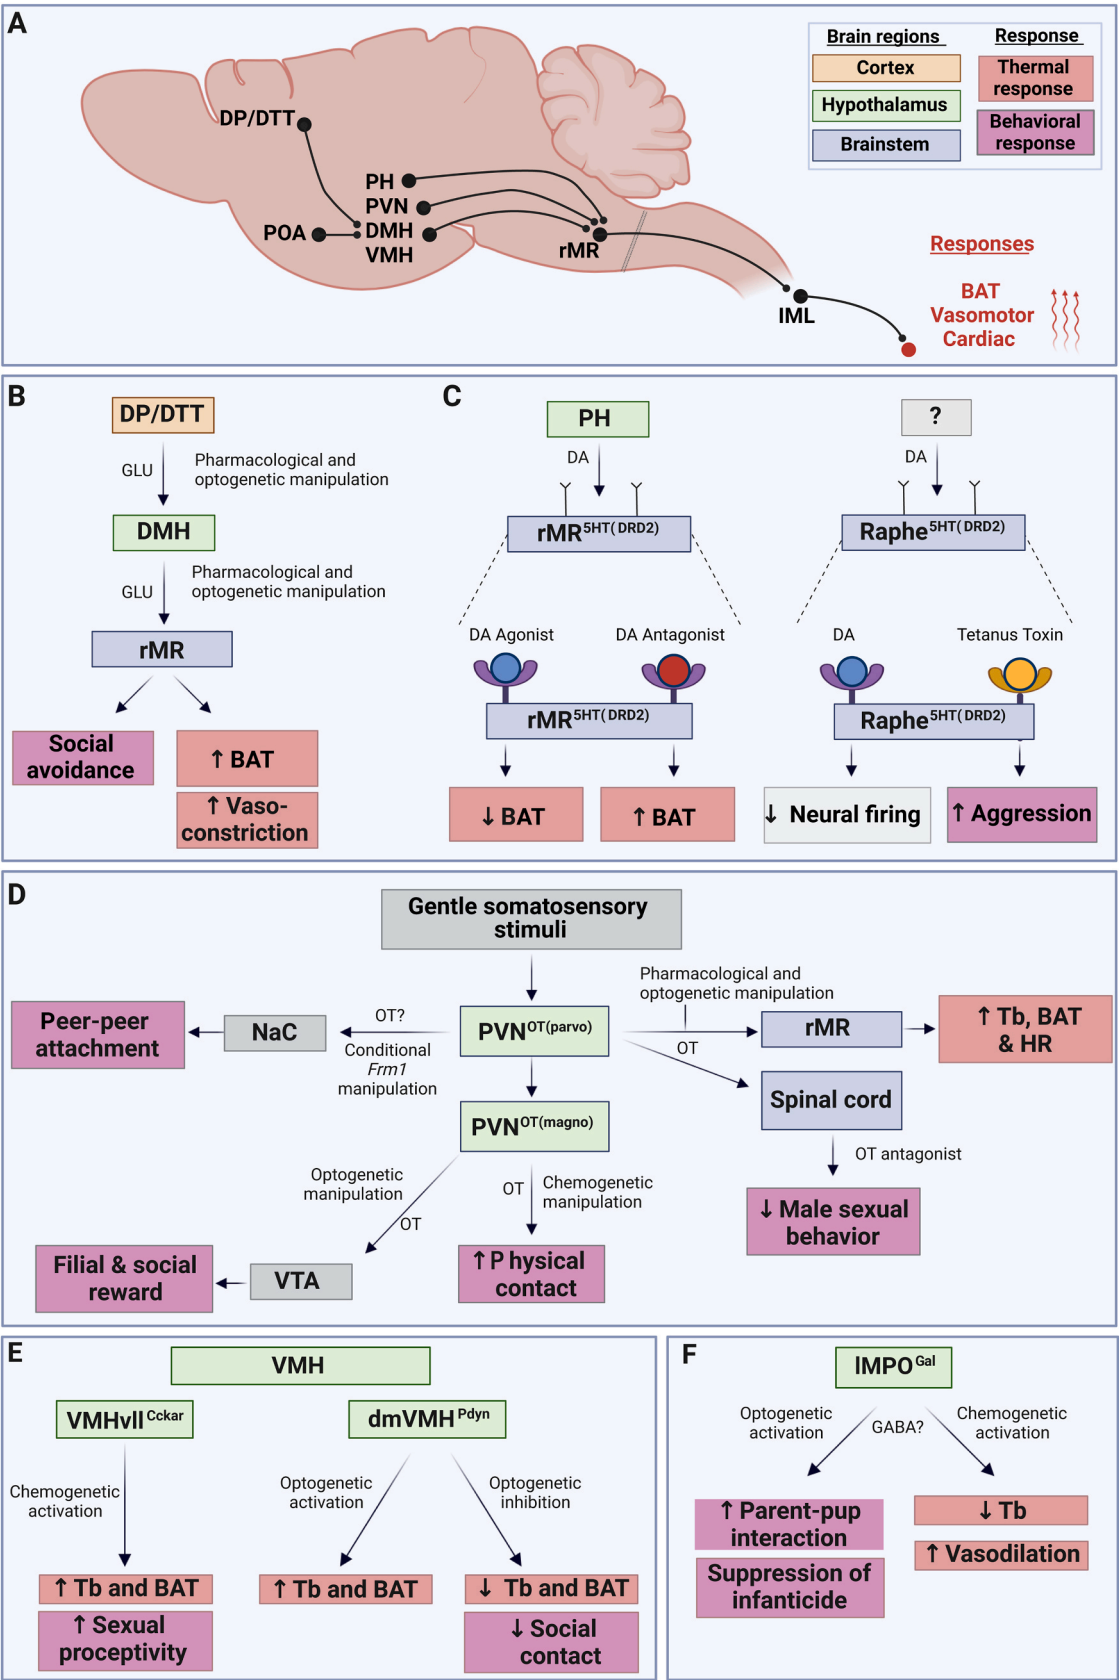 A
Brain regions
Response
Cortex
Thermal
response
Hypothalamus
Behavioral
response
Brainstem
DP/DTT
PH
PVN
POA
DMH
VMH
rMR
IML
Responses
BAT
Vasomotor
Cardiac
B
DP/DTT
GLU
Pharmacological and
optogenetic manipulation
DMH
GLU
Pharmacological and
optogenetic manipulation
rMR
Social
avoidance
↑ BAT
↑ Vaso-
constriction
C
PH
DA
rMR5HT(DRD2)
DA Agonist
DA Antagonist
rMR5HT(DRD2)
↓ BAT
↑ BAT
?
DA
Raphe5HT(DRD2)
DA
Tetanus Toxin
Raphe5HT(DRD2)
↓ Neural firing
↑ Aggression
D
Gentle somatosensory
stimuli
Peer-peer
attachment
NaC
OT?
Conditional
Frm1
manipulation
PVNOT(parvo)
Pharmacological and
optogenetic manipulation
OT
rMR
↑ Tb, BAT
& HR
Spinal cord
OT antagonist
↓ Male sexual
behavior
PVNOT(magno)
Optogenetic
manipulation
OT
OT
Chemogenetic
manipulation
Filial & social
reward
VTA
↑P hysical
contact
E
VMH
VMHvllCckar
dmVMHPdyn
Chemogenetic
activation
Optogenetic
activation
Optogenetic
inhibition
↑ Tb and BAT
↑ Sexual
proceptivity
↑ Tb and BAT
↓ Tb and BAT
↓ Social
contact
F
lMPOGal
Optogenetic
activation
GABA?
Chemogenetic
activation
↑ Parent-pup
interaction
Suppression of
infanticide
↓ Tb
↑ Vasodilation